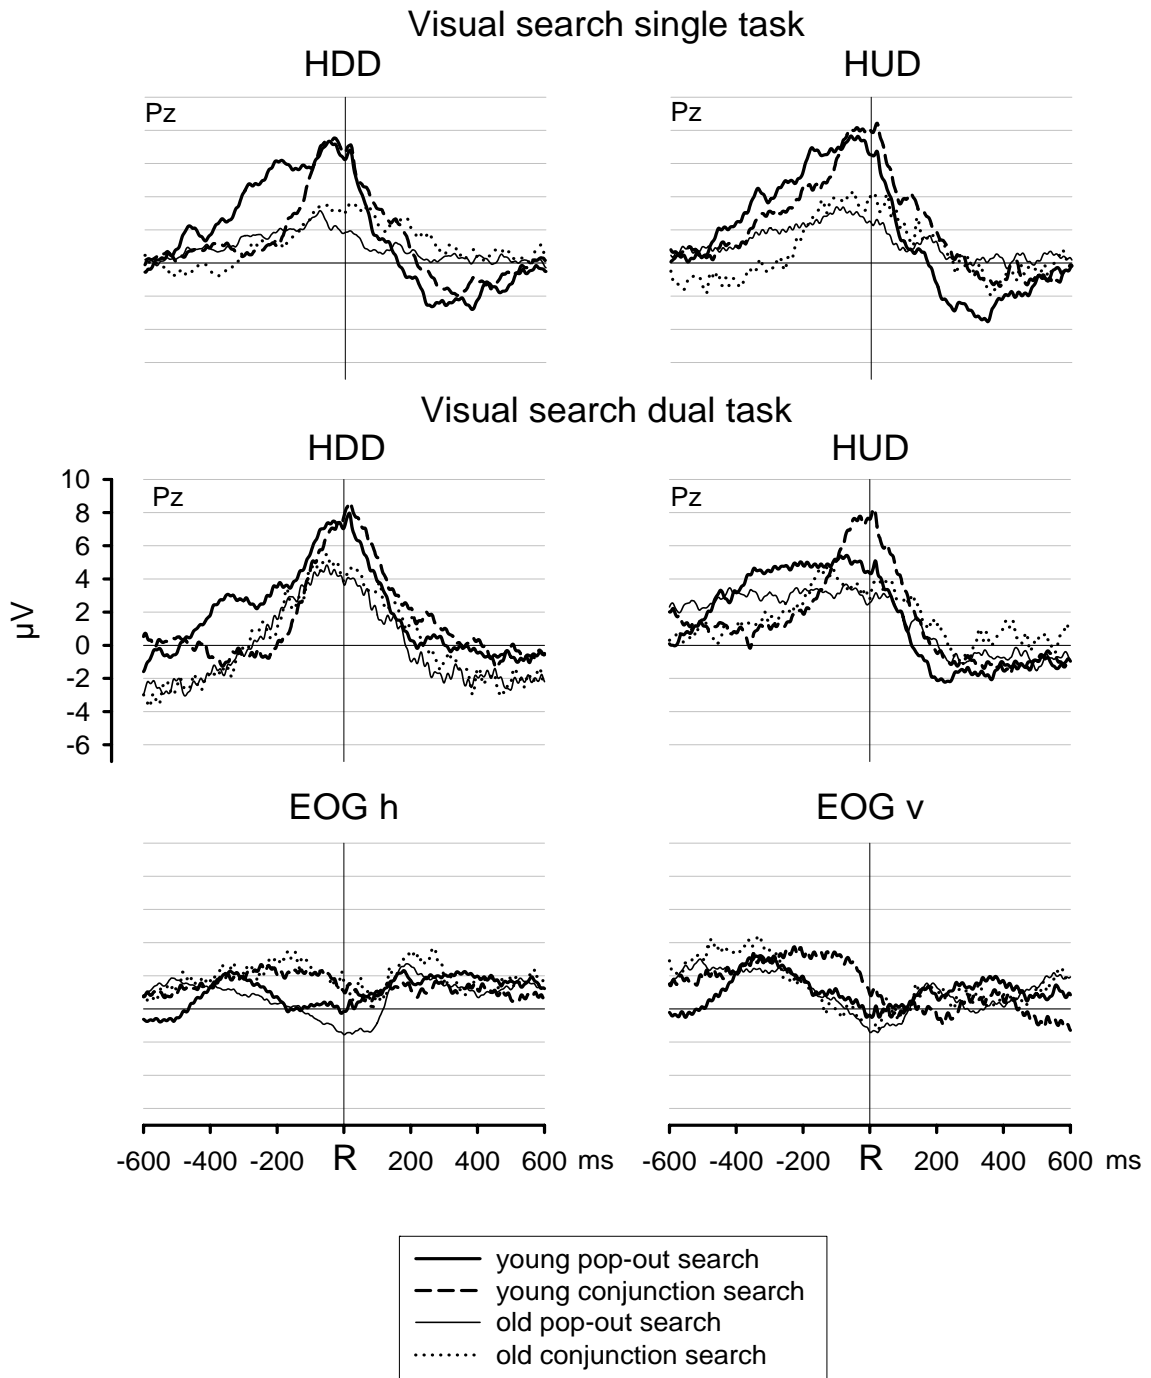 Visual search single task
HDD HUD
Pz Pz
Visual search dual task
HDD HUD
10
8
6
4
2
0
-2
-4
-6
µV
Pz Pz
EOG h EOG v
-600 -400 -200 R 200 400 600 ms -600 -400 -200 R 200 400 600 ms
young pop-out search
young conjunction search
old pop-out search
old conjunction search